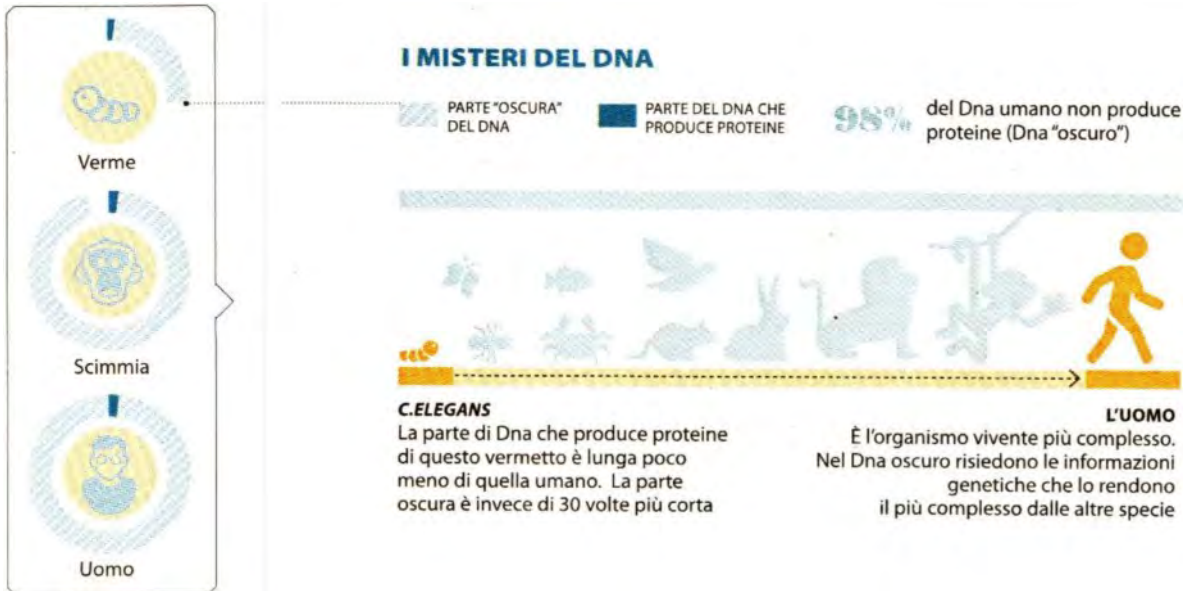 Verme
Scimmia
Uomo
I MISTERI DEL DNA
PARTE "OSCURA"
DEL DNA
PARTE DEL DNA CHE
PRODUCE PROTEINE
98%
del Dna umano non produce
proteine (Dna "oscuro")
C.ELEGANS
La parte di Dna che produce proteine
di questo vermetto è lunga poco
meno di quella umano. La parte
oscura è invece di 30 volte più corta
L'UOMO
È l'organismo vivente più complesso.
Nel Dna oscuro risiedono le informazioni
genetiche che lo rendono
il più complesso dalle altre specie